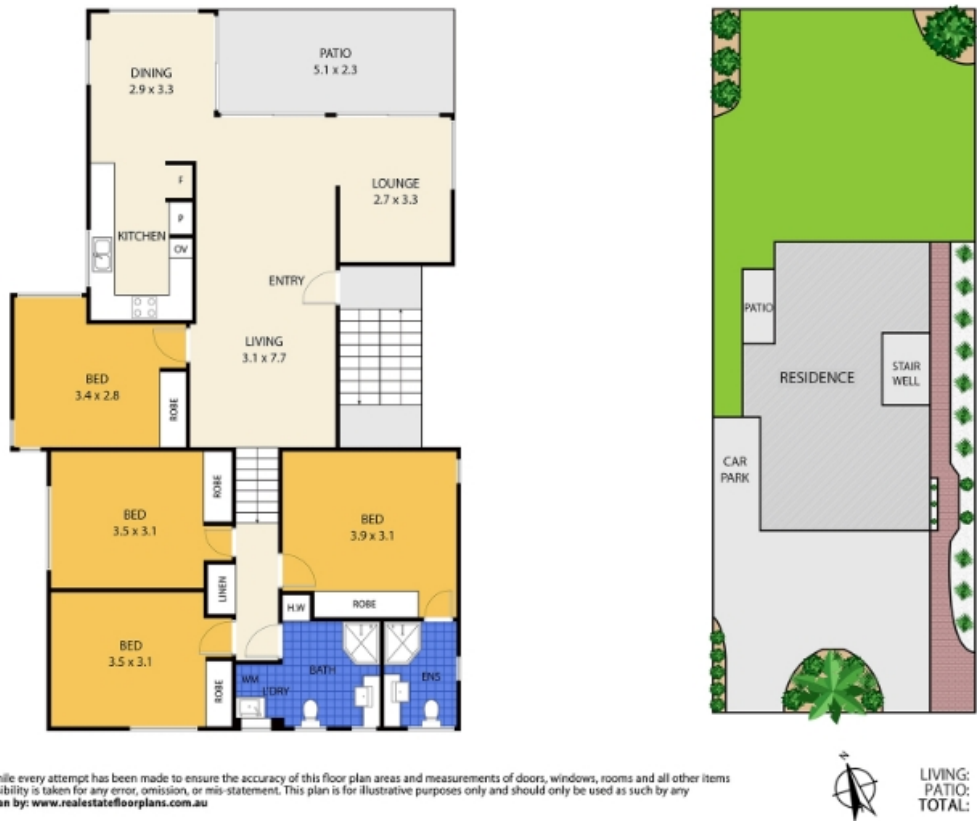 PATIO
5.1 x 2.3
DINING
2.9 x 3.3
LOUNGE
2.7 x 3.3
F
P
KITCHEN
OV
ENTRY
LIVING
3.1 x 7.7
BED
3.4 x 2.8
ROBE
BED
3.5 x 3.1
ROBE
BED
3.9 x 3.1
LINEN
H.W
ROBE
BED
3.5 x 3.1
ROBE
WM
L'DRY
BATH
ENS
PATIO
RESIDENCE
STAIR
WELL
CAR
PARK
ile every attempt has been made to ensure the accuracy of this floor plan areas and measurements of doors, windows, rooms and all other items
sibility is taken for any error, omission, or mis-statement. This plan is for illustrative purposes only and should only be used as such by any
an by: www.realestatefloorplans.com.au
N
LIVING:
PATIO:
TOTAL: